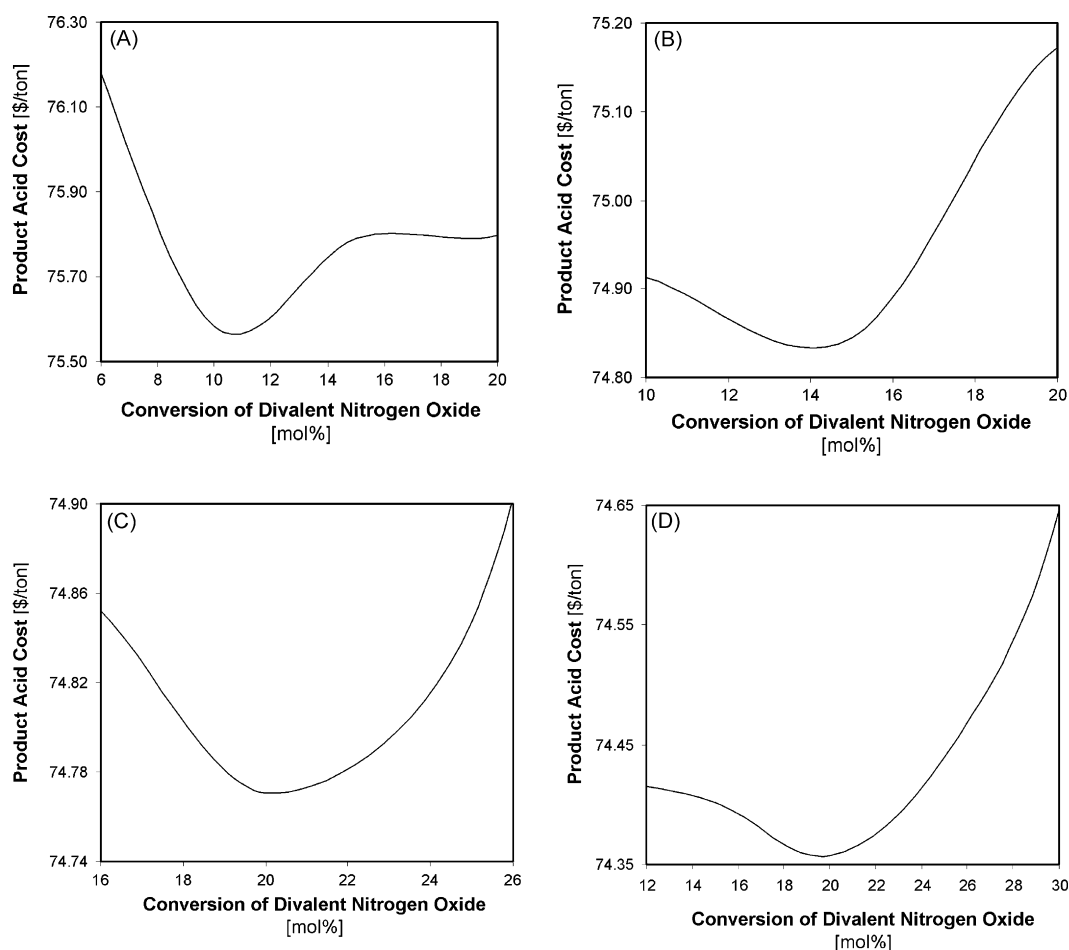 (A)
Product Acid Cost [$/ton]
76.30
76.10
75.90
75.70
75.50
6 8 10 12 14 16 18 20
Conversion of Divalent Nitrogen Oxide
[mol%]
(B)
Product Acid Cost [$/ton]
75.20
75.10
75.00
74.90
74.80
10 12 14 16 18 20
Conversion of Divalent Nitrogen Oxide
[mol%]
(C)
Product Acid Cost [$/ton]
74.90
74.86
74.82
74.78
74.74
16 18 20 22 24 26
Conversion of Divalent Nitrogen Oxide
[mol%]
(D)
Product Acid Cost [$/ton]
74.65
74.55
74.45
74.35
12 14 16 18 20 22 24 26 28 30
Conversion of Divalent Nitrogen Oxide
[mol%]